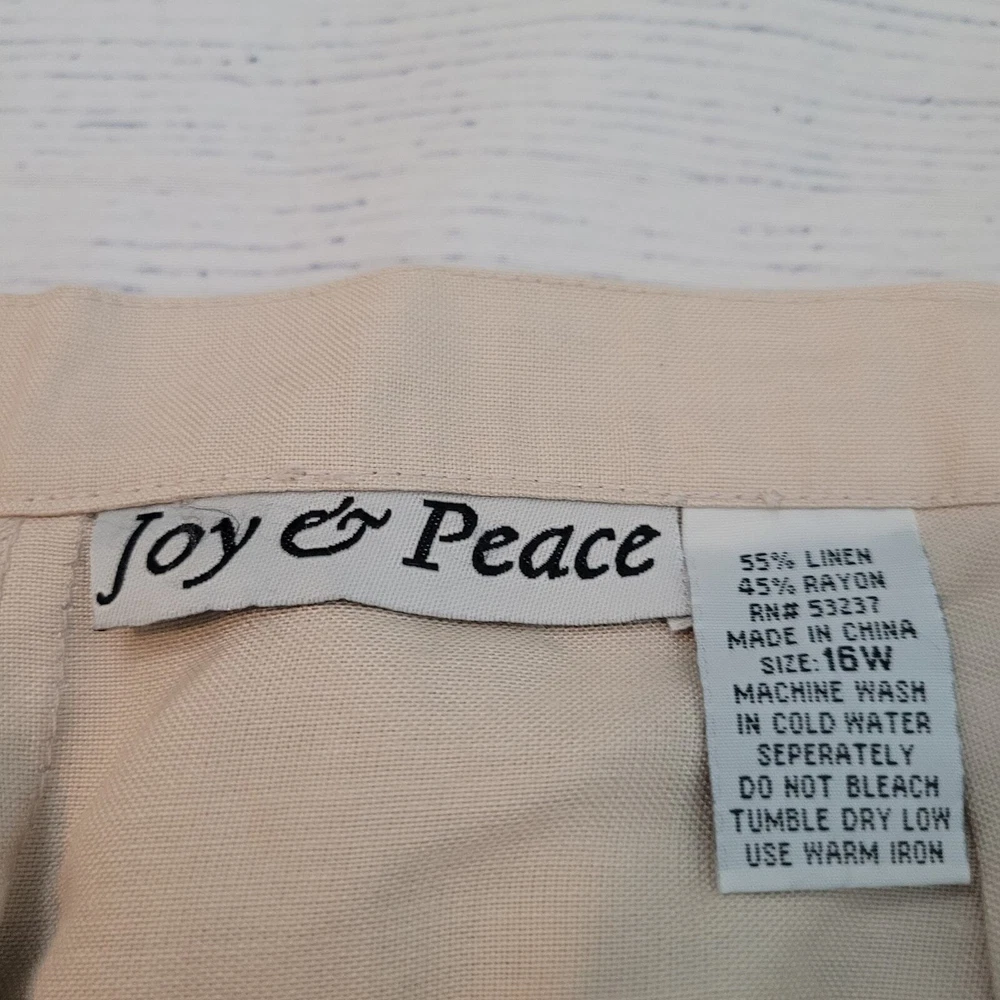 Joy & Peace
55% LINEN
45% RAYON
RN# 53237
MADE IN CHINA
SIZE:16W
MACHINE WASH
IN COLD WATER
SEPERATELY
DO NOT BLEACH
TUMBLE DRY LOW
USE WARM IRON